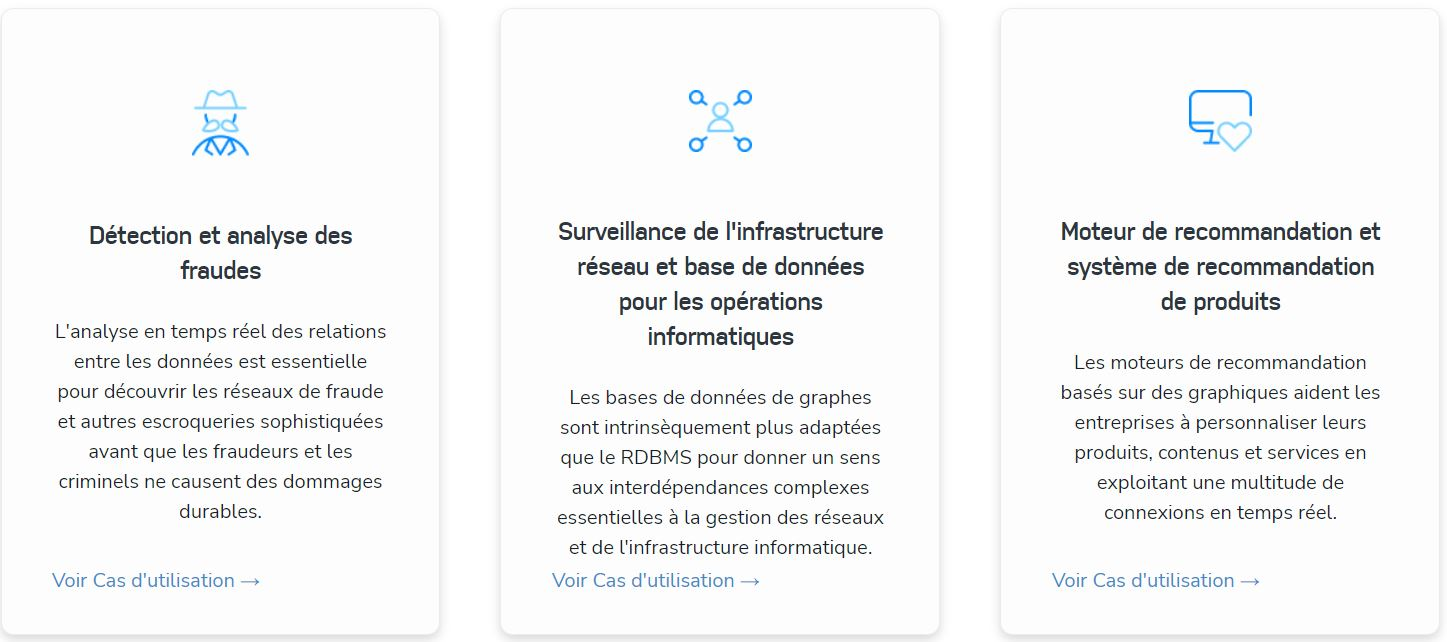 Détection et analyse des
fraudes
L'analyse en temps réel des relations
entre les données est essentielle
pour découvrir les réseaux de fraude
et autres escroqueries sophistiquées
avant que les fraudeurs et les
criminels ne causent des dommages
durables.
Voir Cas d'utilisation →
Surveillance de l'infrastructure
réseau et base de données
pour les opérations
informatiques
Les bases de données de graphes
sont intrinsèquement plus adaptées
que le RDBMS pour donner un sens
aux interdépendances complexes
essentielles à la gestion des réseaux
et de l'infrastructure informatique.
Voir Cas d'utilisation →
Moteur de recommandation et
système de recommandation
de produits
Les moteurs de recommandation
basés sur des graphiques aident les
entreprises à personnaliser leurs
produits, contenus et services en
exploitant une multitude de
connexions en temps réel.
Voir Cas d'utilisation →